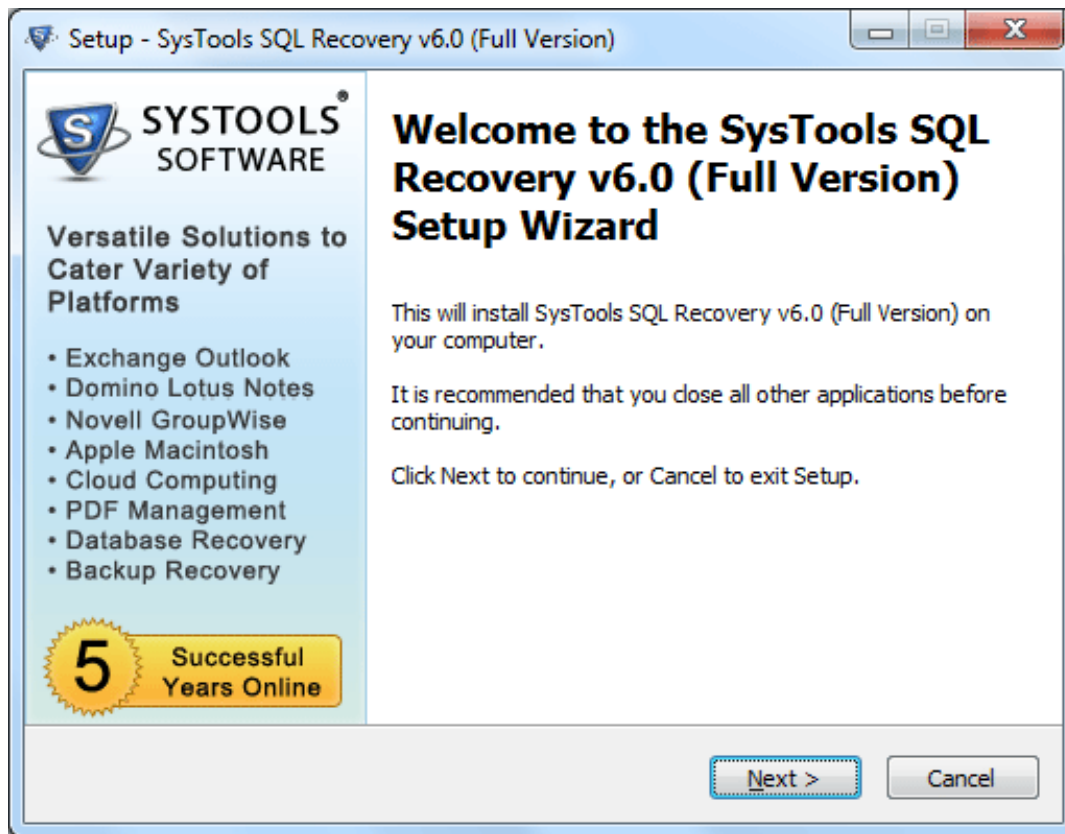 Setup - SysTools SQL Recovery v6.0 (Full Version)
SYSTOOLS®
SOFTWARE
Versatile Solutions to
Cater Variety of
Platforms
• Exchange Outlook
• Domino Lotus Notes
• Novell GroupWise
• Apple Macintosh
• Cloud Computing
• PDF Management
• Database Recovery
• Backup Recovery
5
Successful
Years Online
Welcome to the SysTools SQL
Recovery v6.0 (Full Version)
Setup Wizard
This will install SysTools SQL Recovery v6.0 (Full Version) on
your computer.
It is recommended that you close all other applications before
continuing.
Click Next to continue, or Cancel to exit Setup.
Next >
Cancel